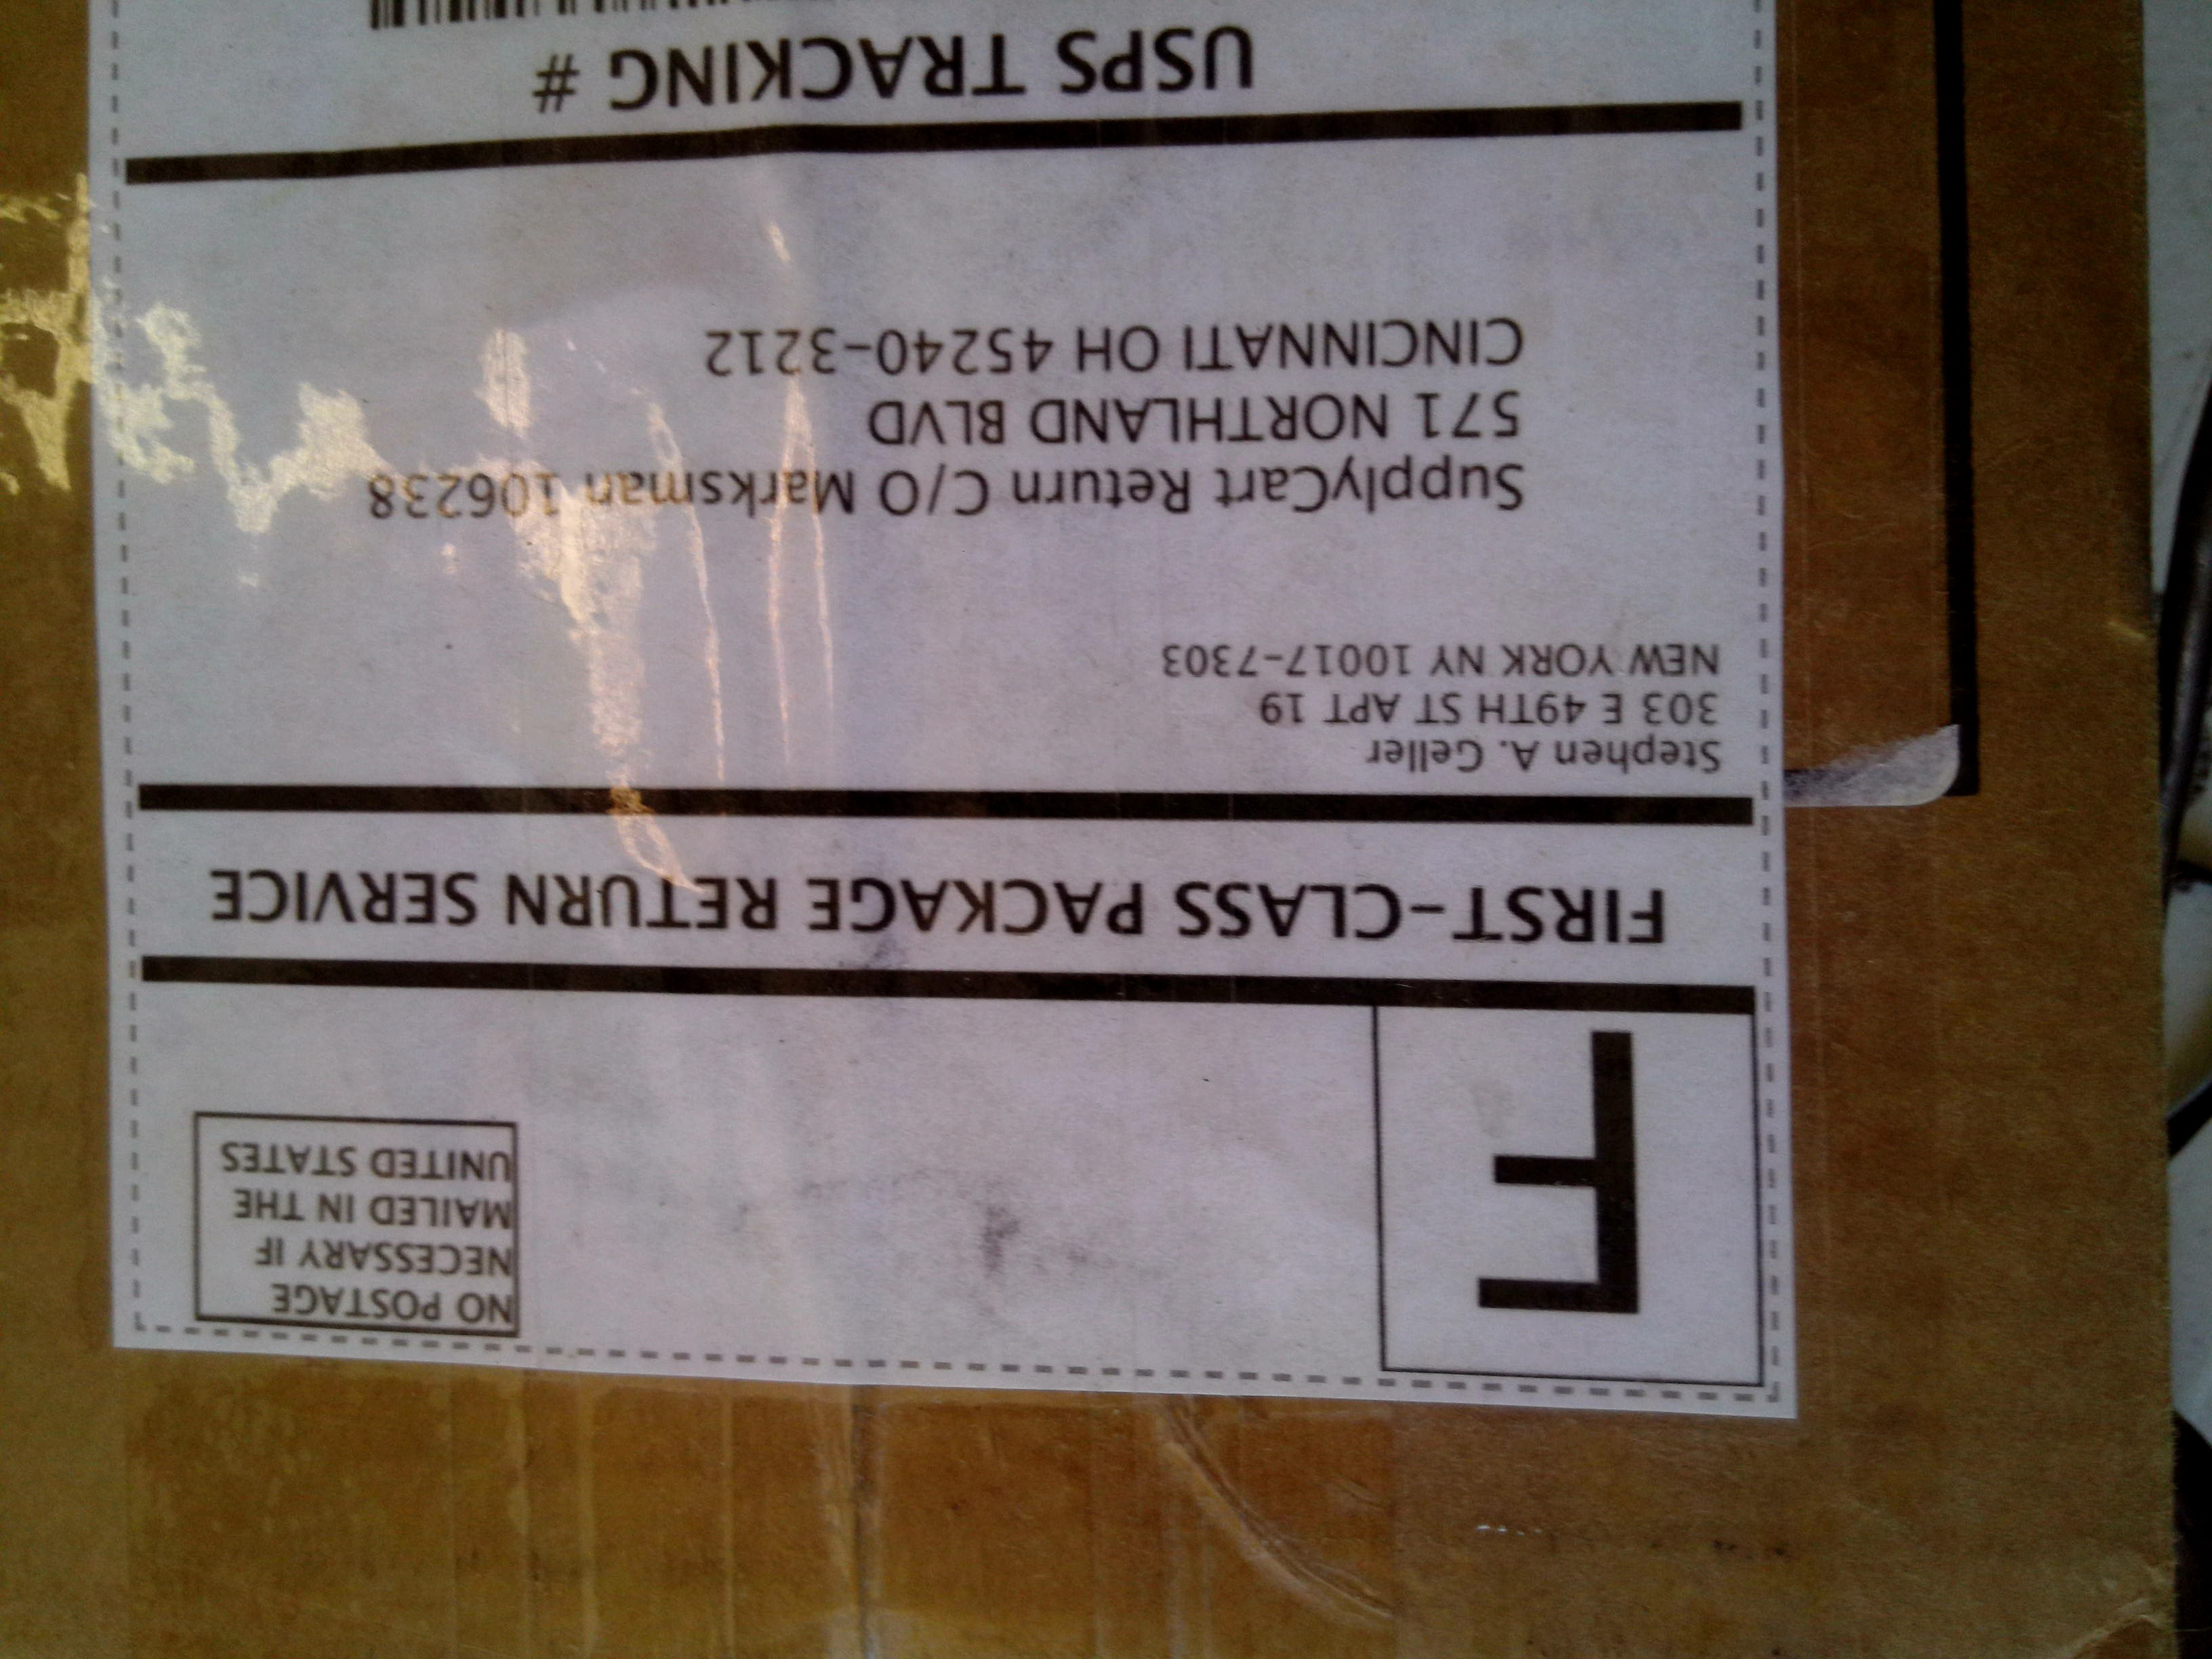 F
NO POSTAGE
NECESSARY IF
MAILED IN THE
UNITED STATES
FIRST-CLASS PACKAGE RETURN SERVICE
Stephen A. Geller
303 E 49TH ST APT 19
NEW YORK NY 10017-7303
SupplyCart Return C/O Marksman 106238
571 NORTHLAND BLVD
CINCINNATI OH 45240-3212
USPS TRACKING #